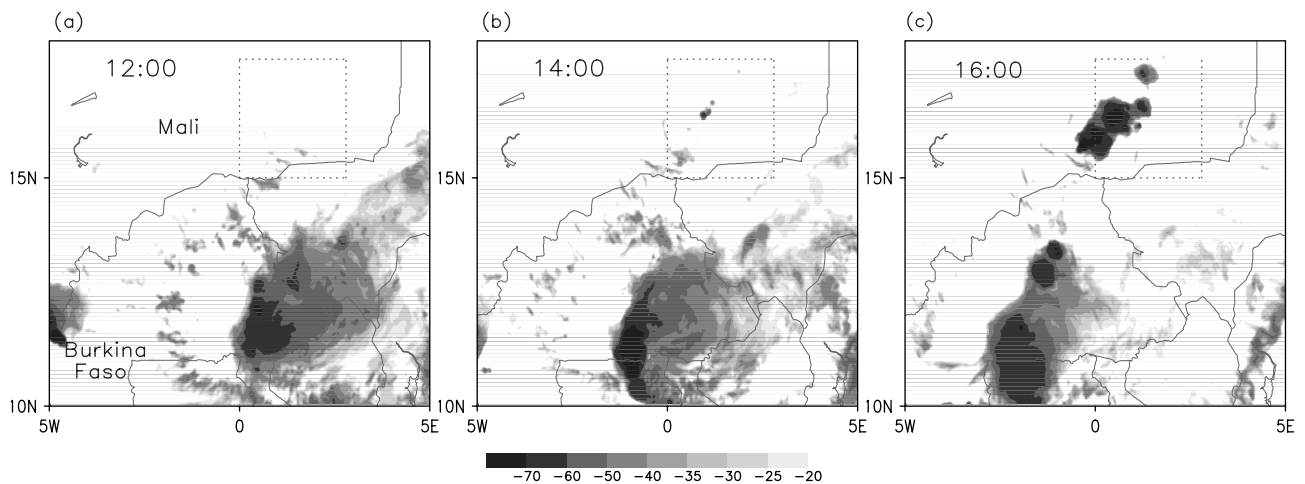 (a) (b) (c)
12:00 14:00 16:00
Mali
15N 15N 15N
Burkina
Faso
10N 10N 10N
5W 0 5E 5W 0 5E 5W 0 5E
−70 −60 −50 −40 −35 −30 −25 −20